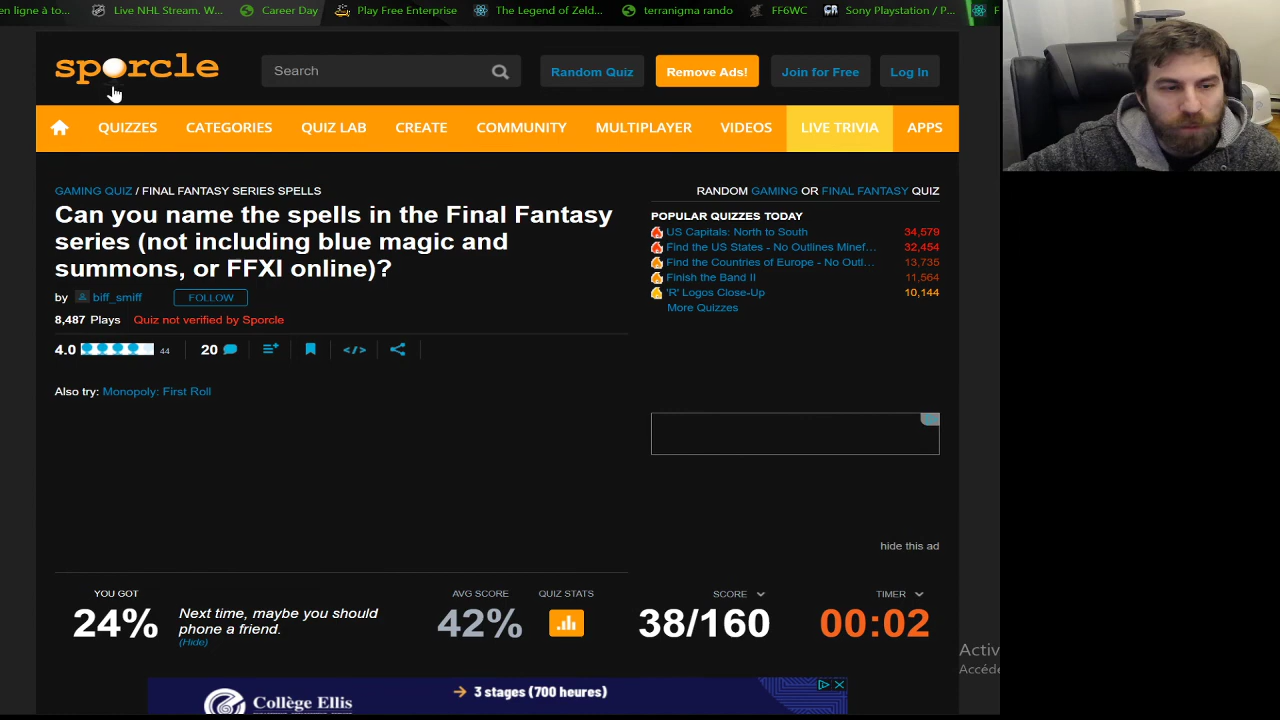 en ligne à to... Live NHL Stream. W... Career Day Play Free Enterprise The Legend of Zeld... terranigma rando FF6WC Sony Playstation / P... F
sporcle Search Random Quiz Remove Ads! Join for Free Log In
QUIZZES CATEGORIES QUIZ LAB CREATE COMMUNITY MULTIPLAYER VIDEOS LIVE TRIVIA APPS
GAMING QUIZ / FINAL FANTASY SERIES SPELLS
Can you name the spells in the Final Fantasy
series (not including blue magic and
summons, or FFXI online)?
by biff_smiff FOLLOW
8,487 Plays Quiz not verified by Sporcle
4.0 44 20 </>
Also try: Monopoly: First Roll
RANDOM GAMING OR FINAL FANTASY QUIZ
POPULAR QUIZZES TODAY
US Capitals: North to South 34,579
Find the US States - No Outlines Minef... 32,454
Find the Countries of Europe - No Outl... 13,735
Finish the Band II 11,564
'R' Logos Close-Up 10,144
More Quizzes
hide this ad
YOU GOT
24%
Next time, maybe you should
phone a friend.
(Hide)
AVG SCORE
42%
QUIZ STATS
SCORE
38/160
TIMER
00:02
Activ
Accéde
Collège Ellis
3 stages (700 heures)